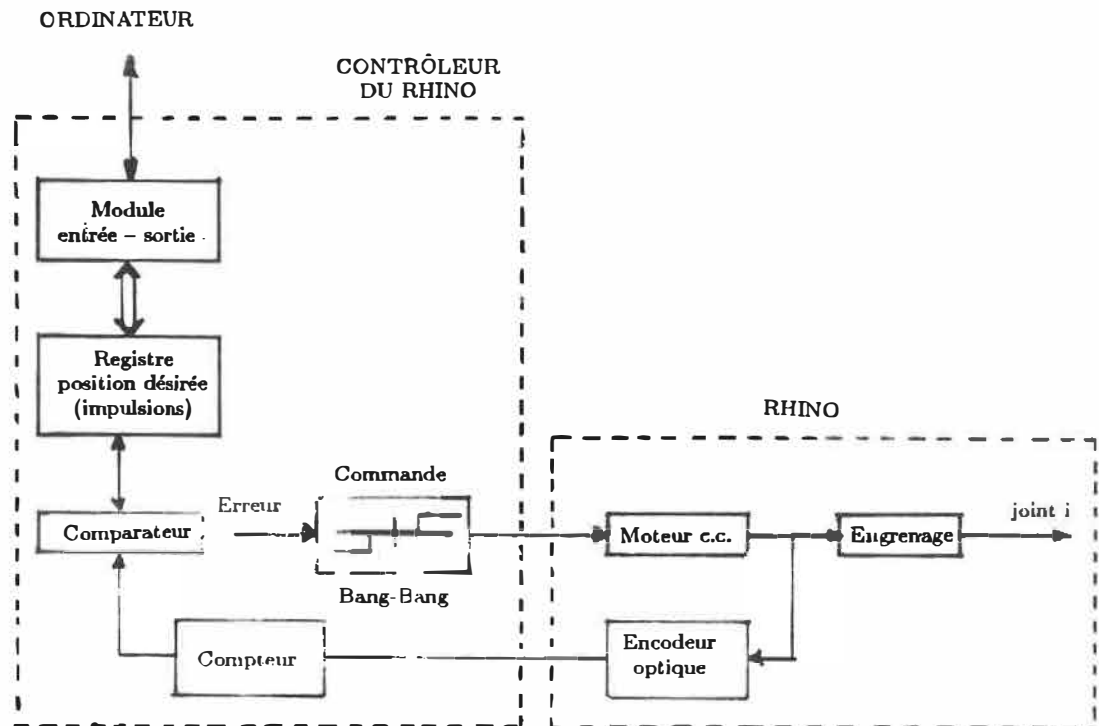 ORDINATEUR
CONTRÔLEUR
DU RHINO
Module
entrée – sortie
Registre
position désirée
(impulsions)
RHINO
Commande
Erreur
Comparateur
Moteur c.c.
Engrenage
joint i
Bang-Bang
Compteur
Encodeur
optique